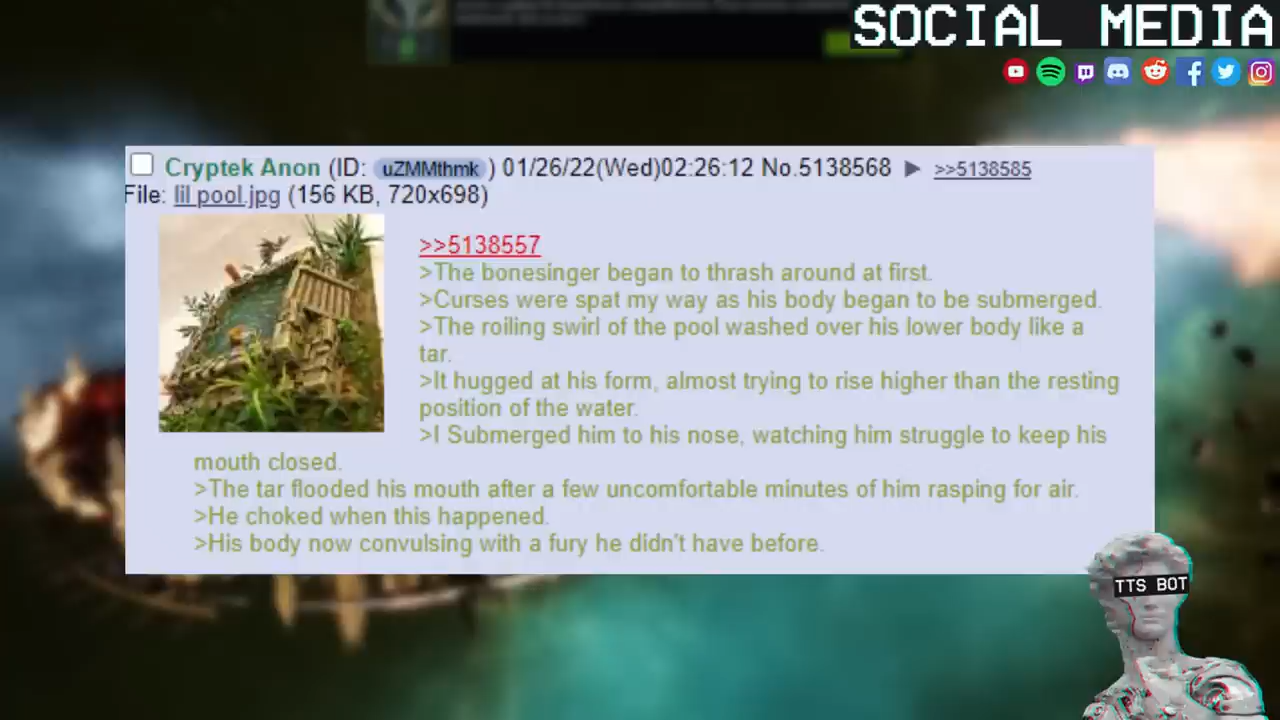 SOCIAL MEDIA
Cryptek Anon (ID: uZMMthmk ) 01/26/22(Wed)02:26:12 No.5138568 ▶ >>5138585
File: lil pool.jpg (156 KB, 720x698)
>>5138557
>The bonesinger began to thrash around at first.
>Curses were spat my way as his body began to be submerged.
>The roiling swirl of the pool washed over his lower body like a
tar.
>It hugged at his form, almost trying to rise higher than the resting
position of the water.
>I Submerged him to his nose, watching him struggle to keep his
mouth closed.
>The tar flooded his mouth after a few uncomfortable minutes of him rasping for air.
>He choked when this happened.
>His body now convulsing with a fury he didn't have before.
TTS BOT